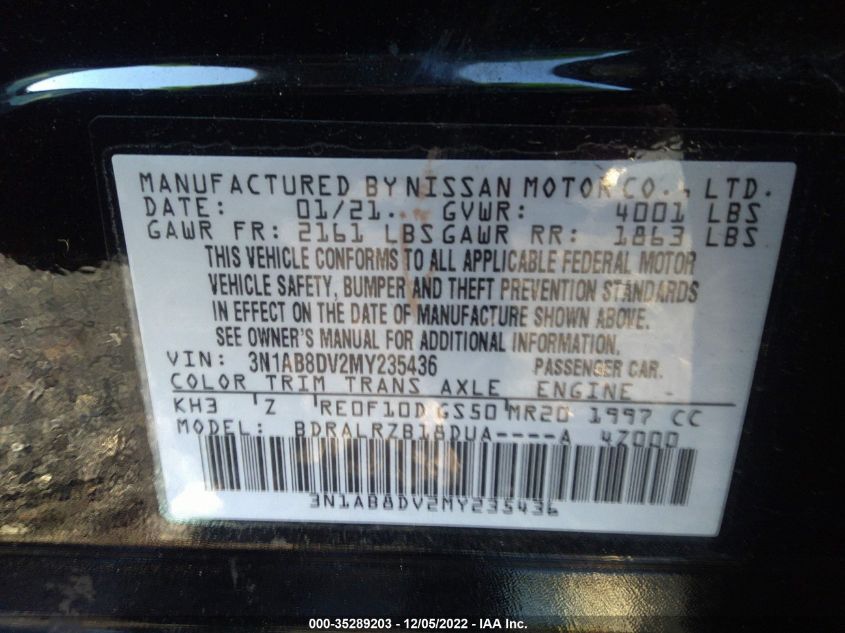 MANUFACTURED BY NISSAN MOTOR CO., LTD.
DATE: 01/21 GVWR: 4001 LBS
GAWR FR: 2161 LBS GAWR RR: 1863 LBS
THIS VEHICLE CONFORMS TO ALL APPLICABLE FEDERAL MOTOR
VEHICLE SAFETY, BUMPER AND THEFT PREVENTION STANDARDS
IN EFFECT ON THE DATE OF MANUFACTURE SHOWN ABOVE.
SEE OWNER'S MANUAL FOR ADDITIONAL INFORMATION.
VIN: 3N1AB8DV2MY235436 PASSENGER CAR.
COLOR TRIM TRANS AXLE ENGINE
KH3 Z RE0F10D GS50 MR20 1997 CC
MODEL: BDRALRZB18DUA----A 4Z000
3N1AB8DV2MY235436
000-35289203 - 12/05/2022 - IAA Inc.